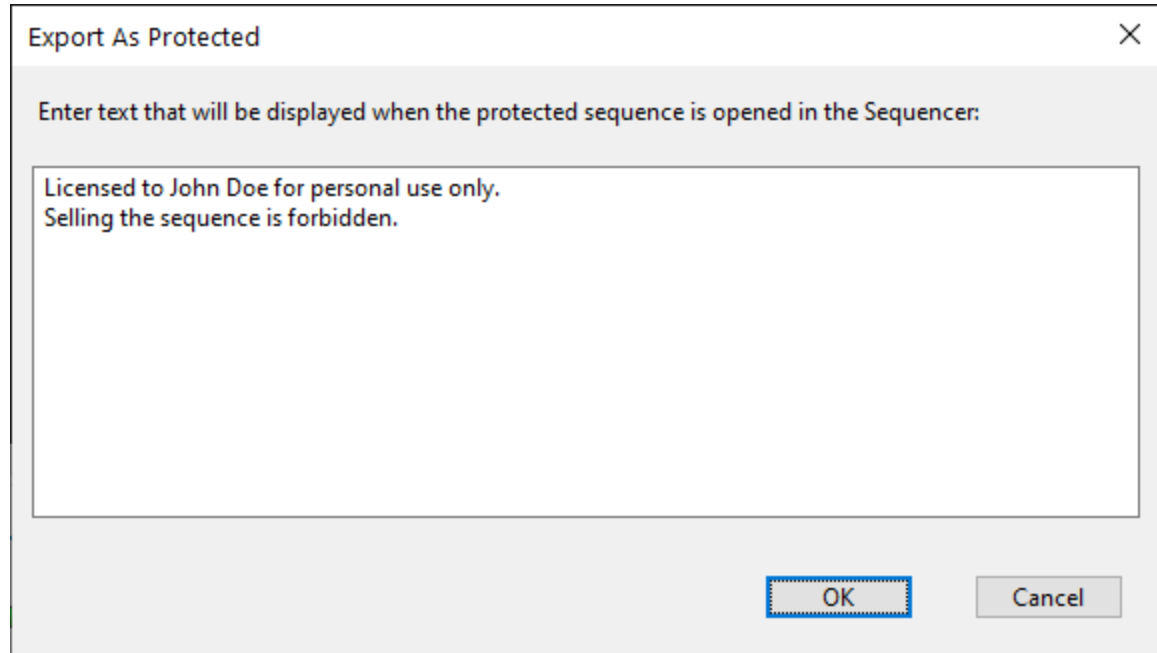 Export As Protected
Enter text that will be displayed when the protected sequence is opened in the Sequencer:
Licensed to John Doe for personal use only.
Selling the sequence is forbidden.
OK
Cancel